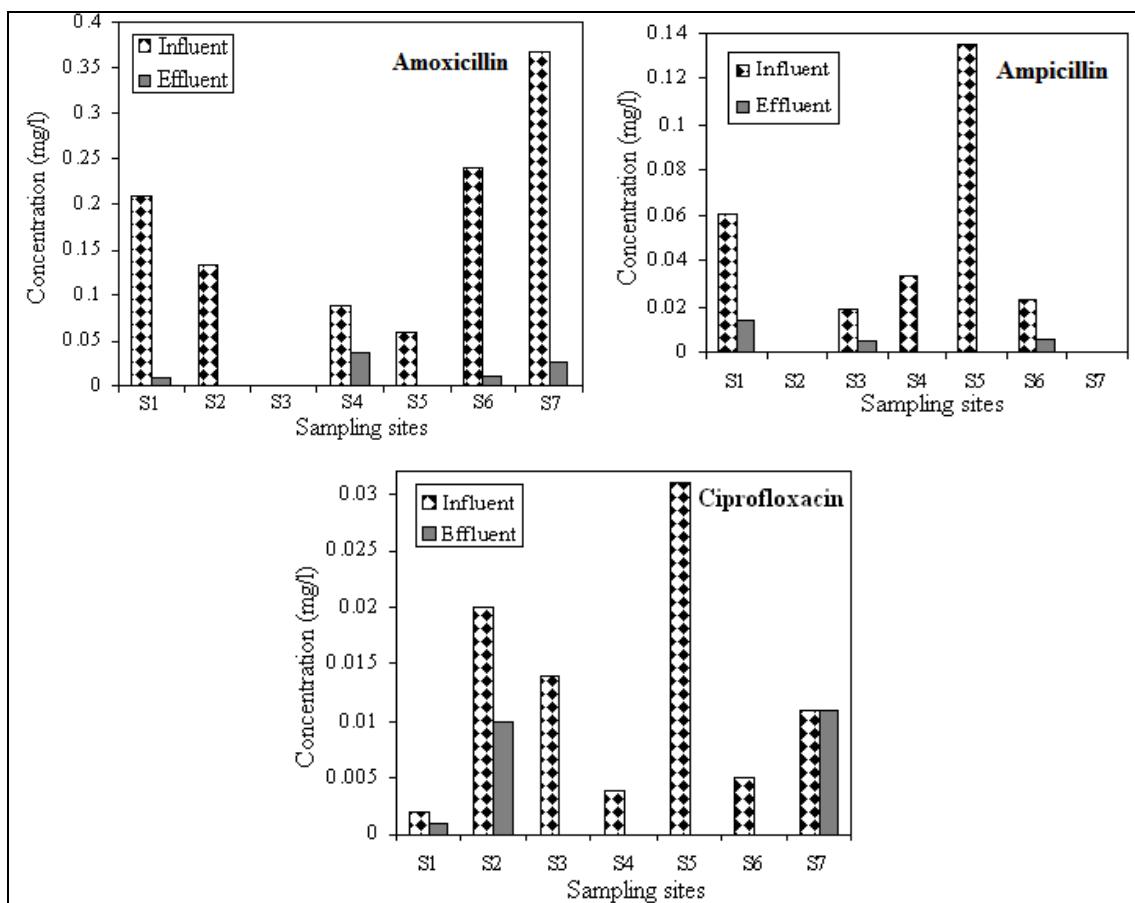 0.4
0.35
0.3
0.25
0.2
0.15
0.1
0.05
0
Concentration (mg/l)
Influent
Effluent
Amoxicillin
S1 S2 S3 S4 S5 S6 S7
Sampling sites
0.14
0.12
0.1
0.08
0.06
0.04
0.02
0
Concentration (mg/l)
Influent
Effluent
Ampicillin
S1 S2 S3 S4 S5 S6 S7
Sampling sites
0.03
0.025
0.02
0.015
0.01
0.005
0
Concentration (mg/l)
Influent
Effluent
Ciprofloxacin
S1 S2 S3 S4 S5 S6 S7
Sampling sites